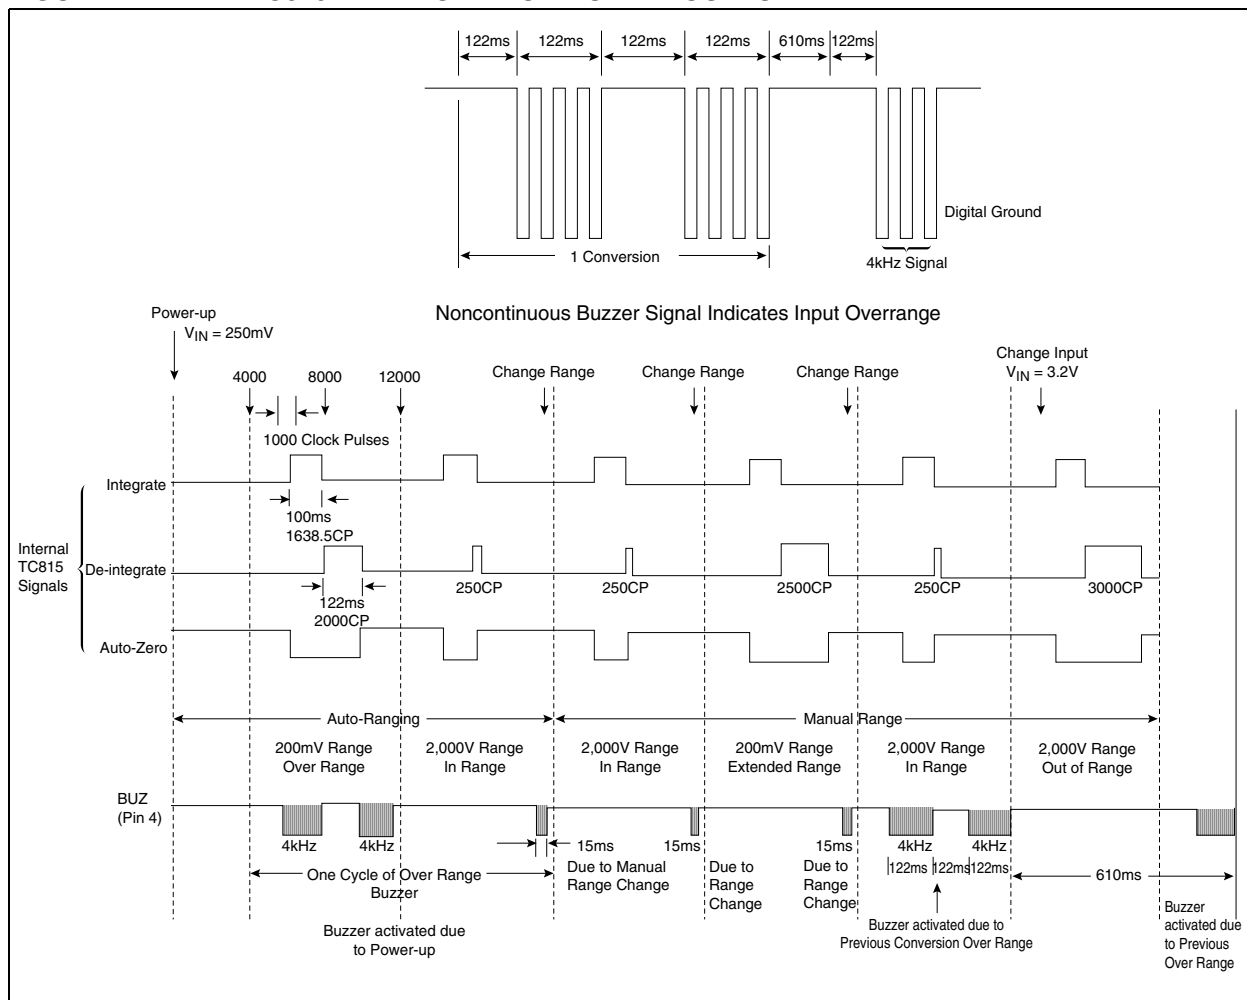 122ms 122ms 122ms 122ms 610ms 122ms
Digital Ground
1 Conversion
4kHz Signal
Noncontinuous Buzzer Signal Indicates Input Overrange
Power-up
VIN = 250mV
Change Input
VIN = 3.2V
4000 8000 12000
Change Range Change Range Change Range
1000 Clock Pulses
Integrate
100ms
1638.5CP
Internal
TC815
Signals
De-integrate
250CP 250CP 2500CP 250CP 3000CP
122ms
2000CP
Auto-Zero
Auto-Ranging Manual Range
200mV Range
Over Range
2,000V Range
In Range
2,000V Range
In Range
200mV Range
Extended Range
2,000V Range
In Range
2,000V Range
Out of Range
BUZ
(Pin 4)
4kHz 4kHz 15ms 15ms 15ms 4kHz 4kHz
122ms 122ms 122ms
610ms
One Cycle of Over Range
Buzzer
Due to Manual
Range Change
Due to
Range
Change
Due to
Range
Change
Buzzer activated due
to Power-up
Buzzer activated due to
Previous Conversion Over Range
Buzzer
activated due
to Previous
Over Range